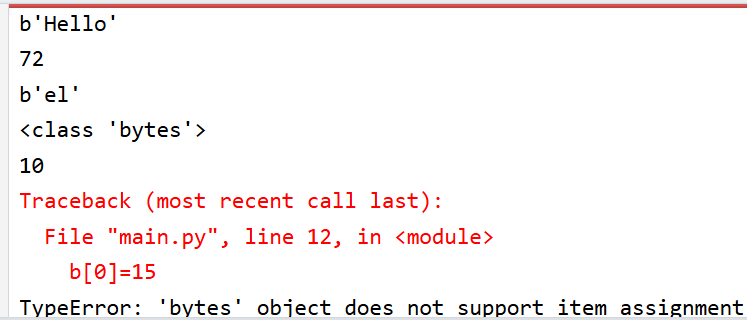 b'Hello'
72
b'el'
<class 'bytes'>
10
Traceback (most recent call last):
  File "main.py", line 12, in <module>
    b[0]=15
TypeError: 'bytes' object does not support item assignment